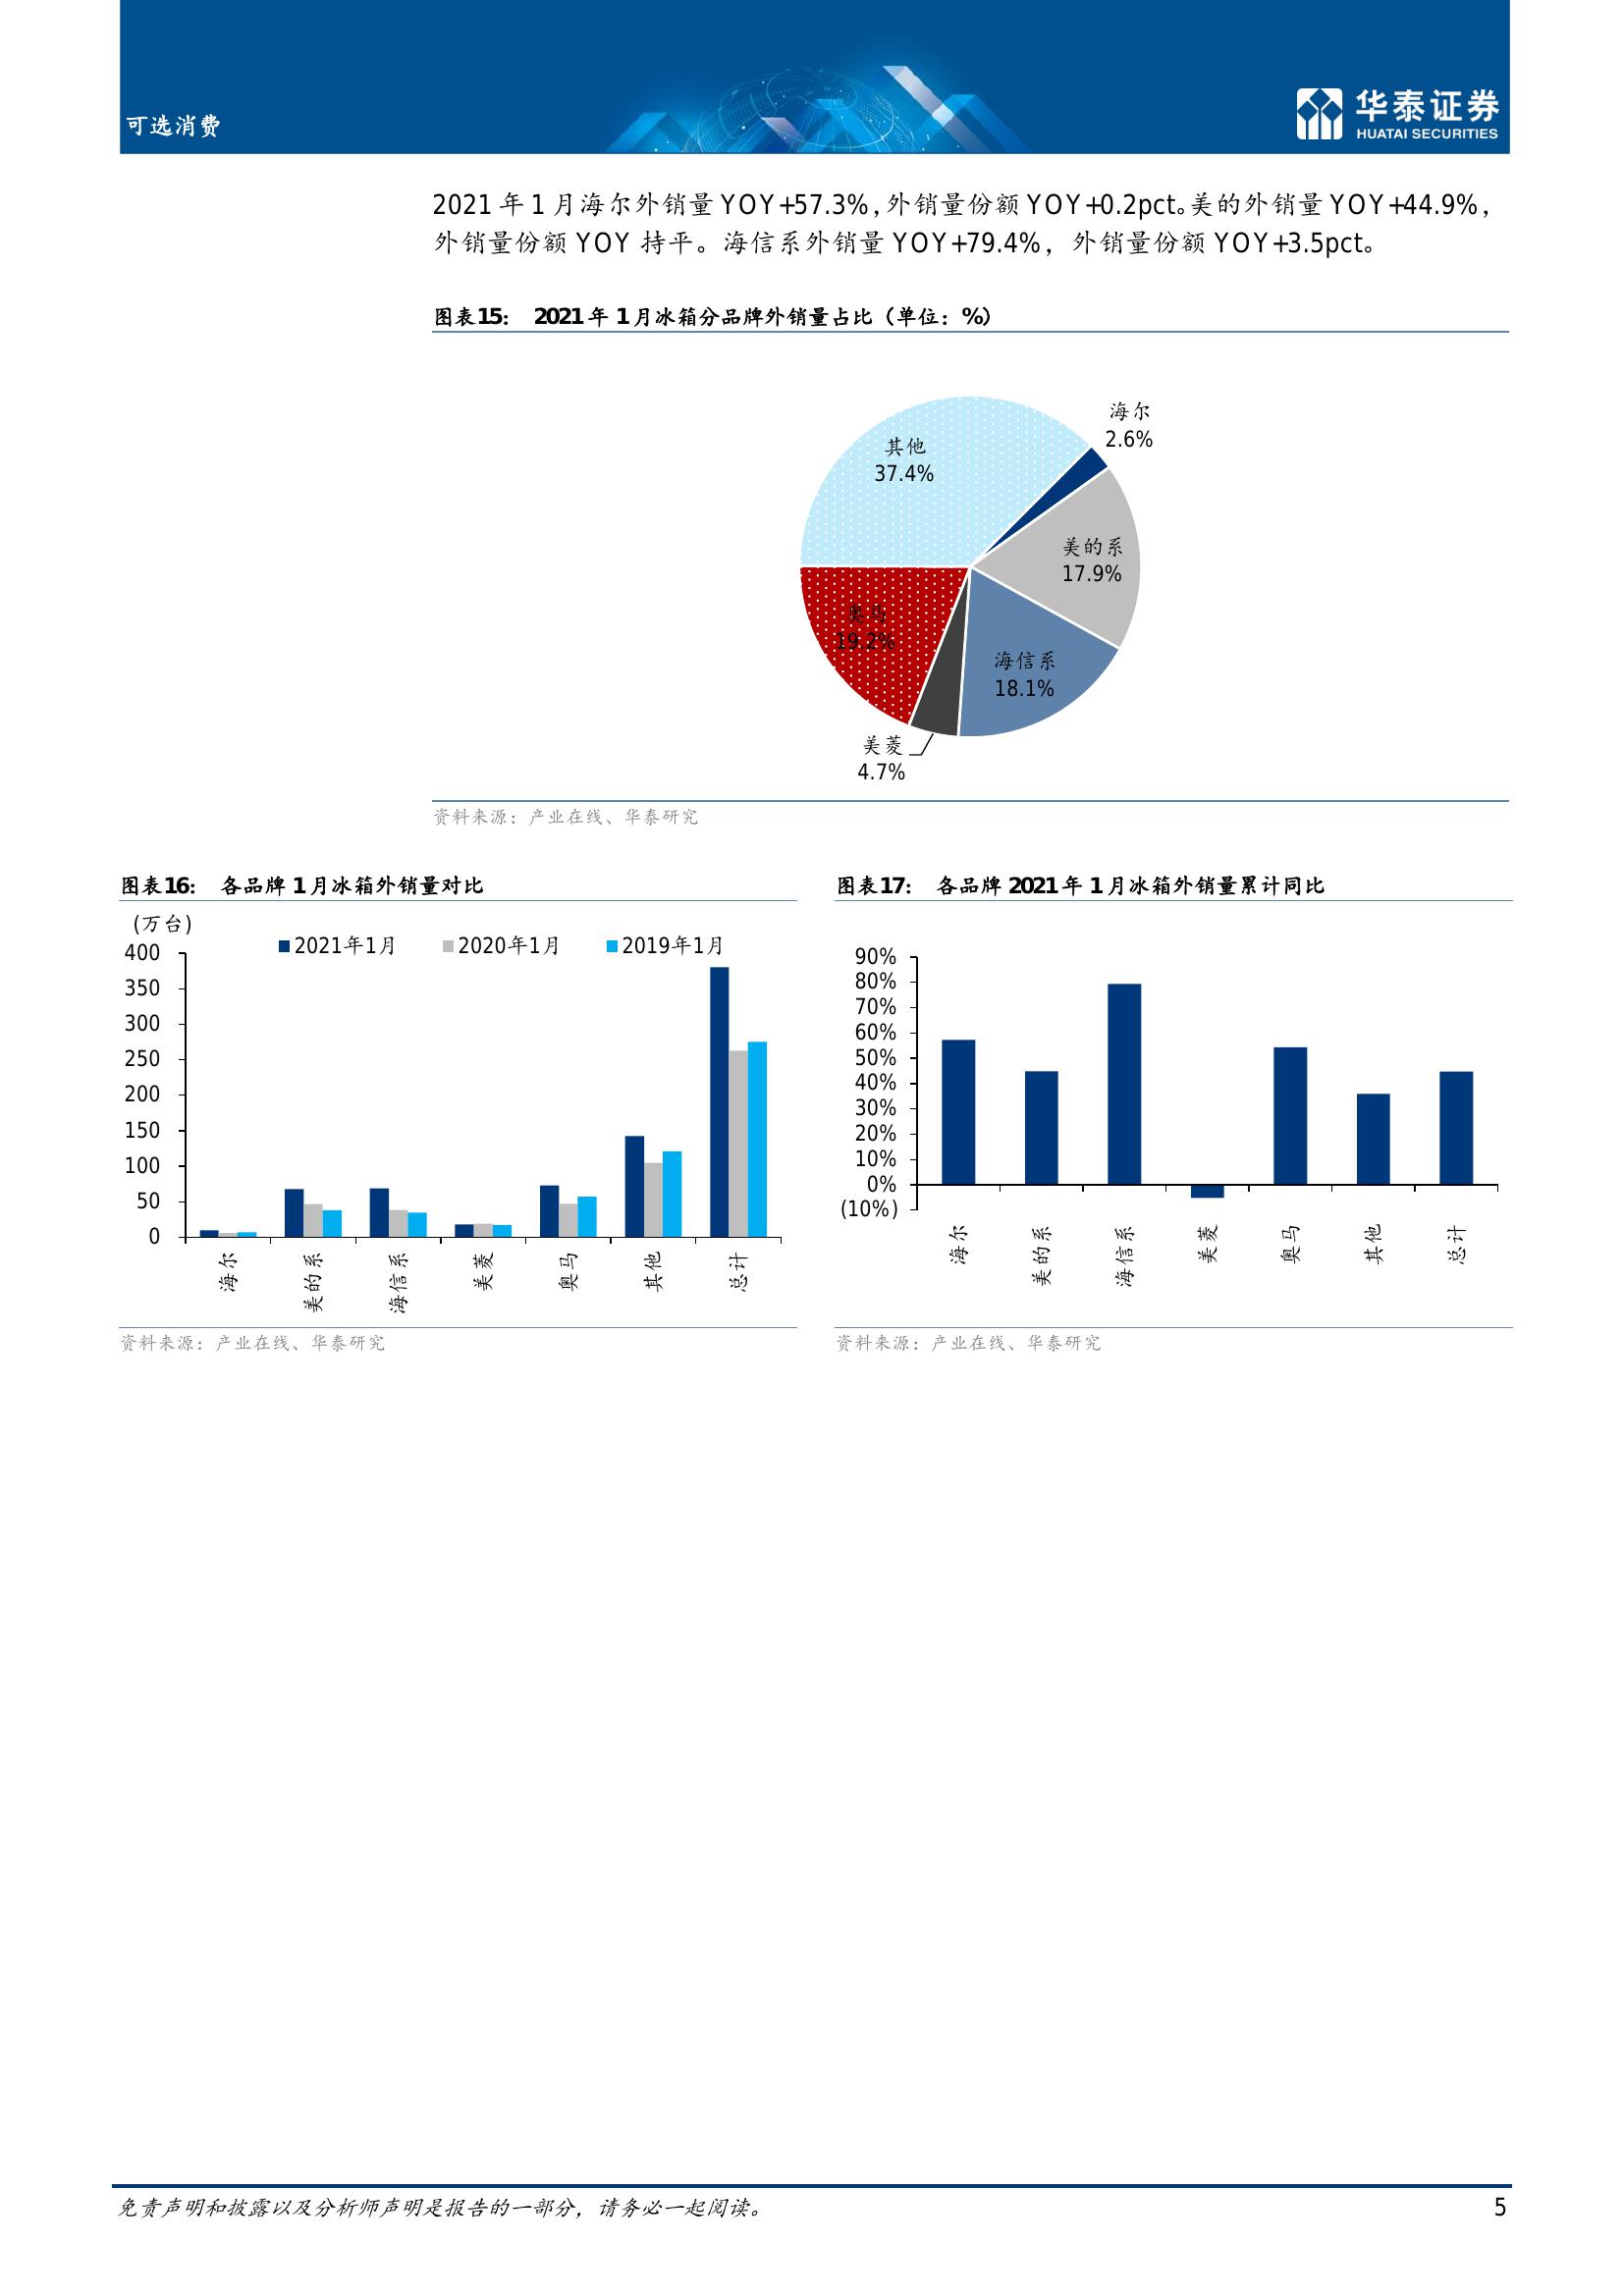 可选消费
华泰证券
HUATAI SECURITIES
2021 年 1 月海尔外销量 YOY+57.3%，外销量份额 YOY+0.2pct。美的外销量 YOY+44.9%，
外销量份额 YOY 持平。海信系外销量 YOY+79.4%，外销量份额 YOY+3.5pct。
图表15： 2021 年 1 月冰箱分品牌外销量占比（单位：%）
海尔
2.6%
其他
37.4%
美的系
17.9%
奥马
19.2%
海信系
18.1%
美菱
4.7%
资料来源：产业在线、华泰研究
图表16： 各品牌 1 月冰箱外销量对比
(万台)
2021年1月 2020年1月 2019年1月
400
350
300
250
200
150
100
50
0
海尔
美的系
海信系
美菱
奥马
其他
总计
资料来源：产业在线、华泰研究
图表17： 各品牌 2021 年 1 月冰箱外销量累计同比
90%
80%
70%
60%
50%
40%
30%
20%
10%
0%
(10%)
海尔
美的系
海信系
美菱
奥马
其他
总计
资料来源：产业在线、华泰研究
免责声明和披露以及分析师声明是报告的一部分，请务必一起阅读。
5